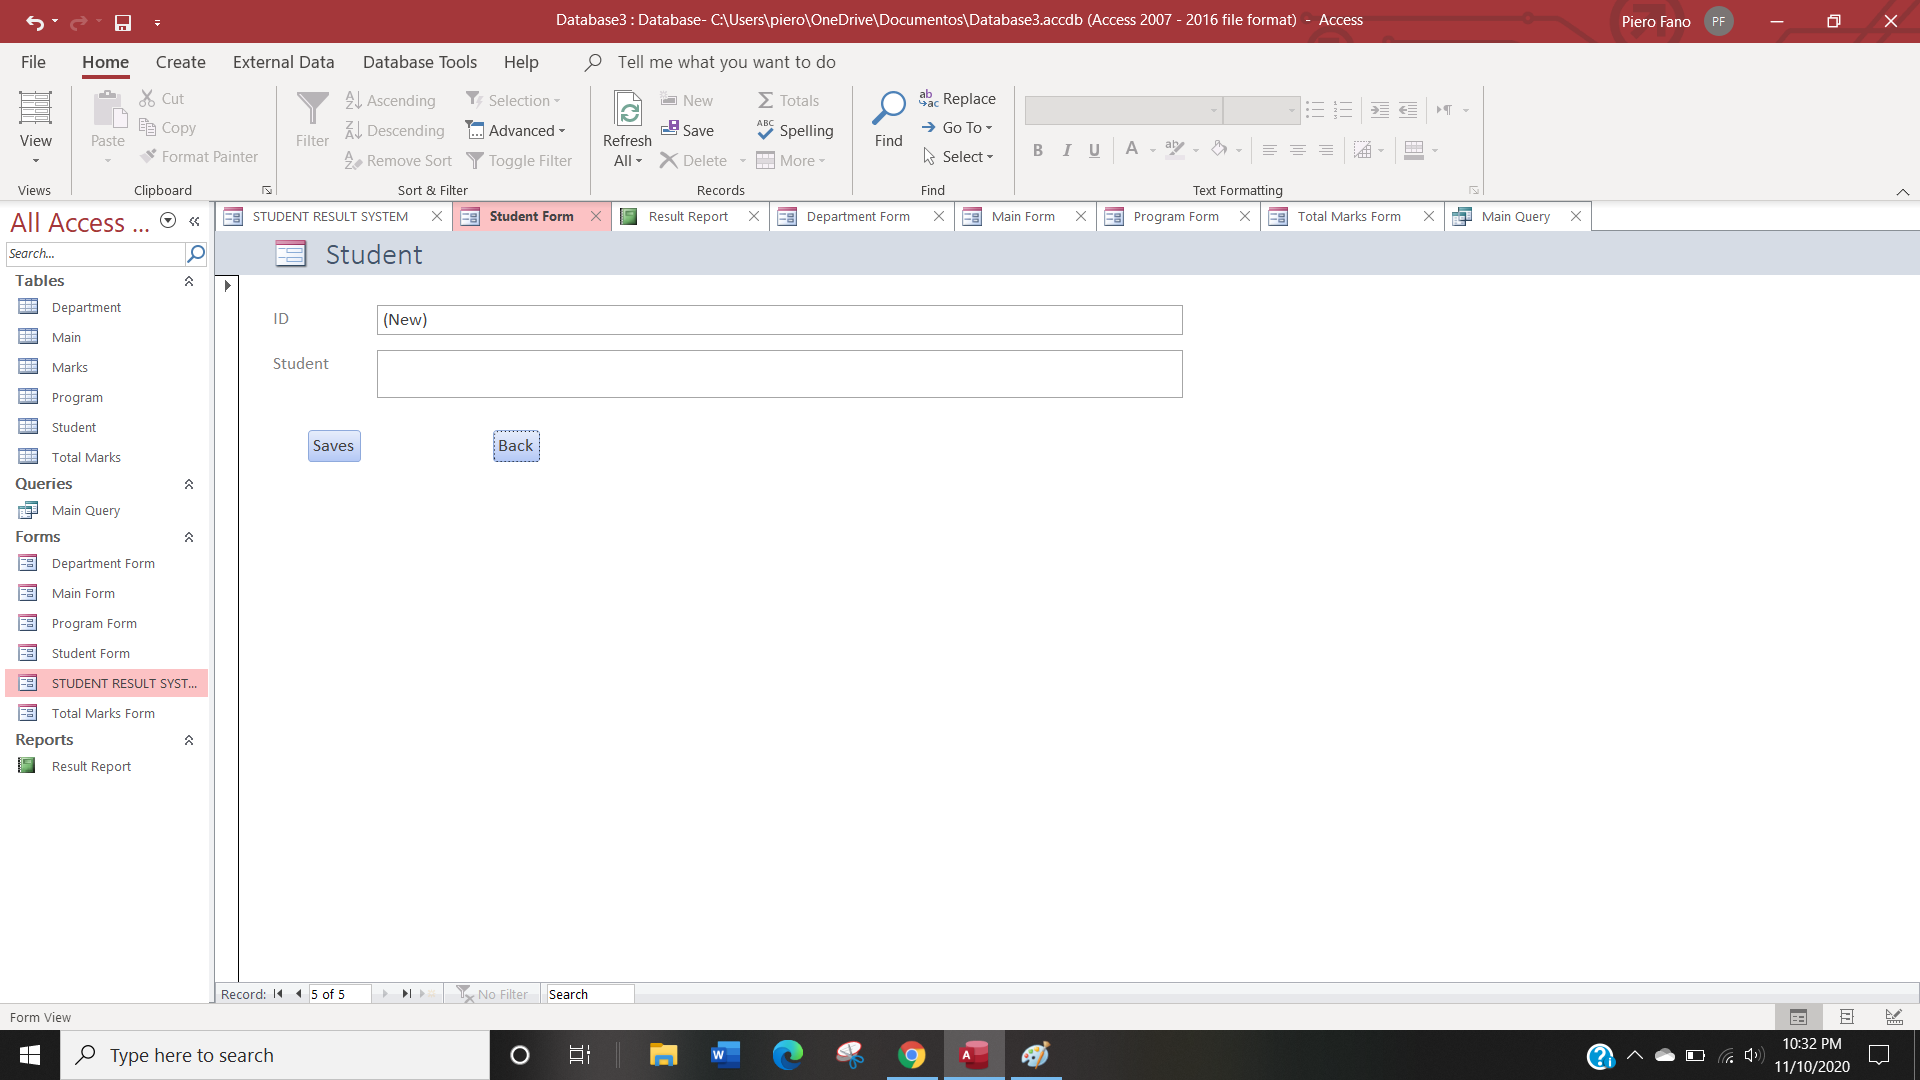 Database3 : Database- C:\Users\piero\OneDrive\Documentos\Database3.accdb (Access 2007 - 2016 file format) - Access
Piero Fano PF
File Home Create External Data Database Tools Help Tell me what you want to do
View
Views
Paste
Cut
Copy
Format Painter
Clipboard
Filter
Ascending
Descending
Remove Sort
Selection
Advanced
Toggle Filter
Sort & Filter
Refresh
All
New
Save
Delete
Totals
Spelling
More
Records
Find
Replace
Go To
Select
Find
B I U A
Text Formatting
All Access ...
Search...
Tables
Department
Main
Marks
Program
Student
Total Marks
Queries
Main Query
Forms
Department Form
Main Form
Program Form
Student Form
STUDENT RESULT SYST...
Total Marks Form
Reports
Result Report
STUDENT RESULT SYSTEM Student Form Result Report Department Form Main Form Program Form Total Marks Form Main Query
Student
ID (New)
Student
Saves Back
Record: 5 of 5 No Filter Search
Form View
Type here to search
10:32 PM
11/10/2020